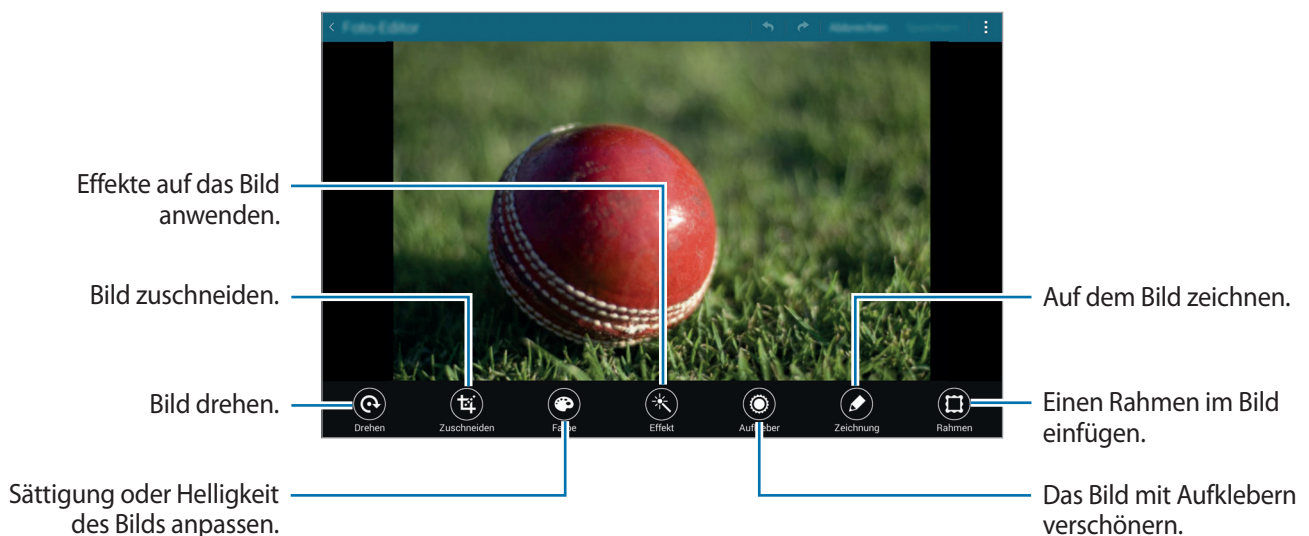 Foto-Editor
Abbrechen
Effekte auf das Bild
anwenden.
Bild zuschneiden.
Auf dem Bild zeichnen.
Bild drehen.
Einen Rahmen im Bild
einfügen.
Drehen
Zuschneiden
Effekt
Zeichnung
Rahmen
Sättigung oder Helligkeit
des Bilds anpassen.
Das Bild mit Aufklebern
verschönern.